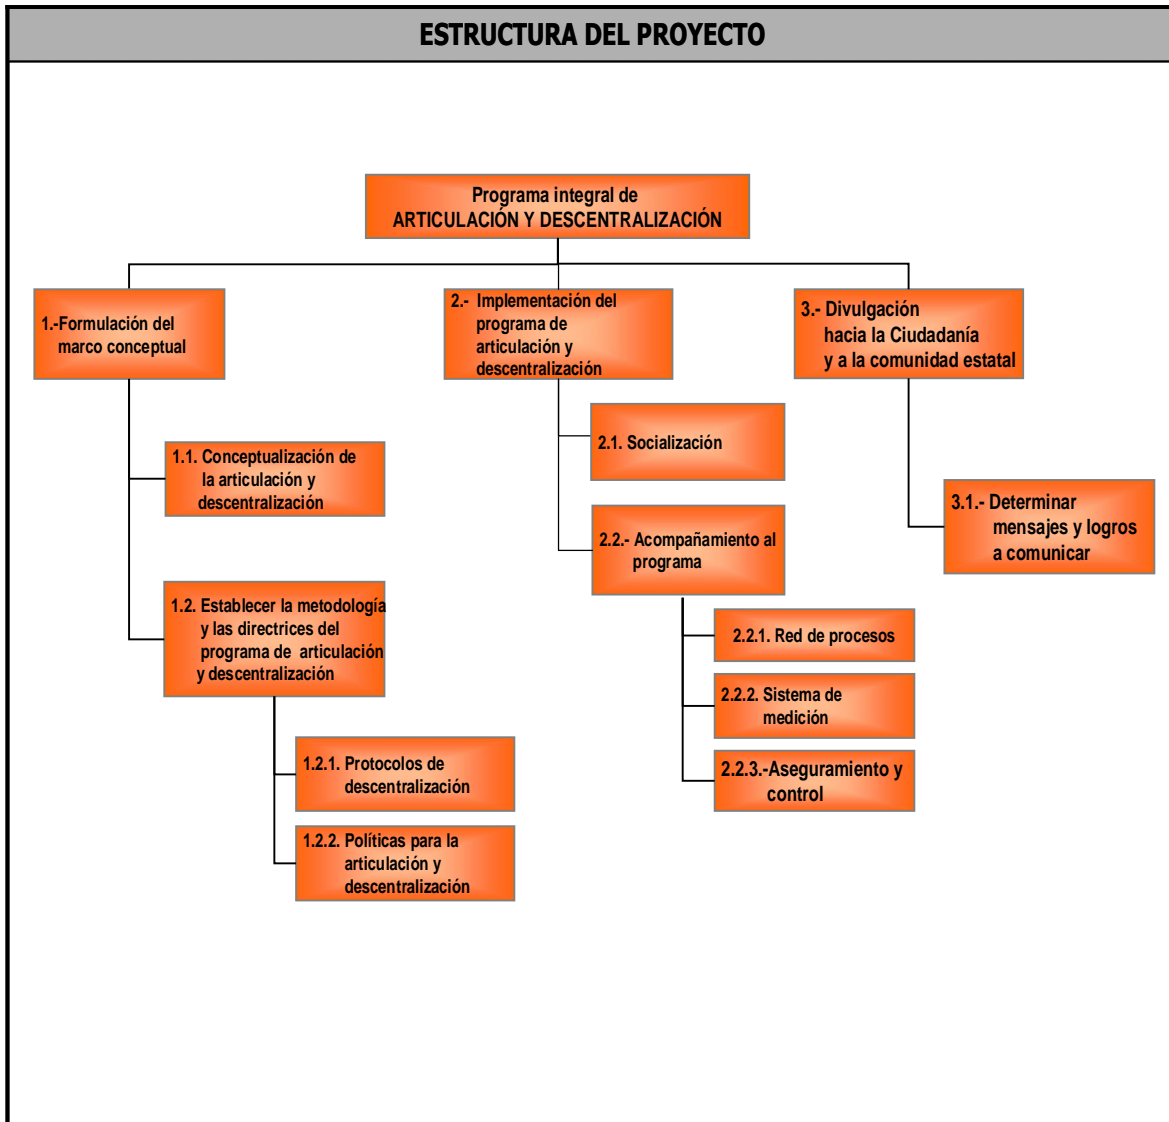 ESTRUCTURA DEL PROYECTO
Programa integral de
ARTICULACIÓN Y DESCENTRALIZACIÓN
1.-Formulación del
marco conceptual
1.1. Conceptualización de
la articulación y
descentralización
1.2. Establecer la metodología
y las directrices del
programa de articulación
y descentralización
1.2.1. Protocolos de
descentralización
1.2.2. Políticas para la
articulación y
descentralización
2.- Implementación del
programa de
articulación y
descentralización
2.1. Socialización
2.2.- Acompañamiento al
programa
2.2.1. Red de procesos
2.2.2. Sistema de
medición
2.2.3.-Aseguramiento y
control
3.- Divulgación
hacia la Ciudadanía
y a la comunidad estatal
3.1.- Determinar
mensajes y logros
a comunicar